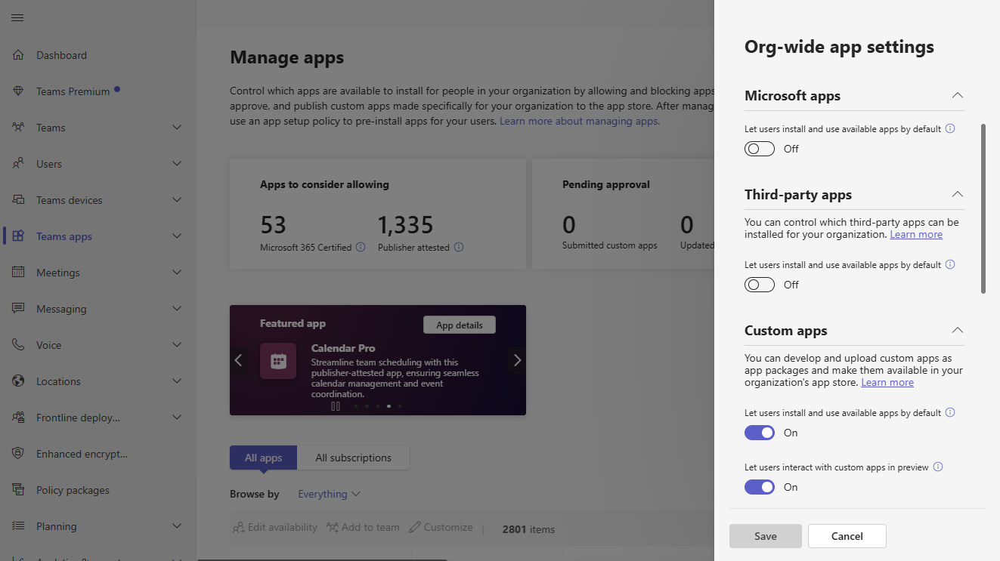 Dashboard
Teams Premium
Teams
Users
Teams devices
Teams apps
Meetings
Messaging
Voice
Locations
Frontline deploy...
Enhanced encrypt...
Policy packages
Planning
Manage apps
Control which apps are available to install for people in your organization by allowing and blocking apps
approve, and publish custom apps made specifically for your organization to the app store. After manag
use an app setup policy to pre-install apps for your users. Learn more about managing apps.
Apps to consider allowing
53
Microsoft 365 Certified
1,335
Publisher attested
Pending approval
0
Submitted custom apps
0
Updated
Featured app
App details
Calendar Pro
Streamline team scheduling with this
publisher-attested app, ensuring seamless
calendar management and event
coordination.
All apps
All subscriptions
Browse by Everything
Edit availability
Add to team
Customize
2801 items
Org-wide app settings
Microsoft apps
Let users install and use available apps by default
Off
Third-party apps
You can control which third-party apps can be
installed for your organization. Learn more
Let users install and use available apps by default
Off
Custom apps
You can develop and upload custom apps as
app packages and make them available in your
organization's app store. Learn more
Let users install and use available apps by default
On
Let users interact with custom apps in preview
On
Save
Cancel